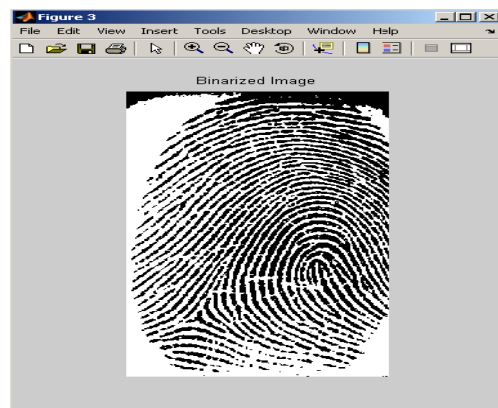 Figure 3
File Edit View Insert Tools Desktop Window Help
Binarized Image